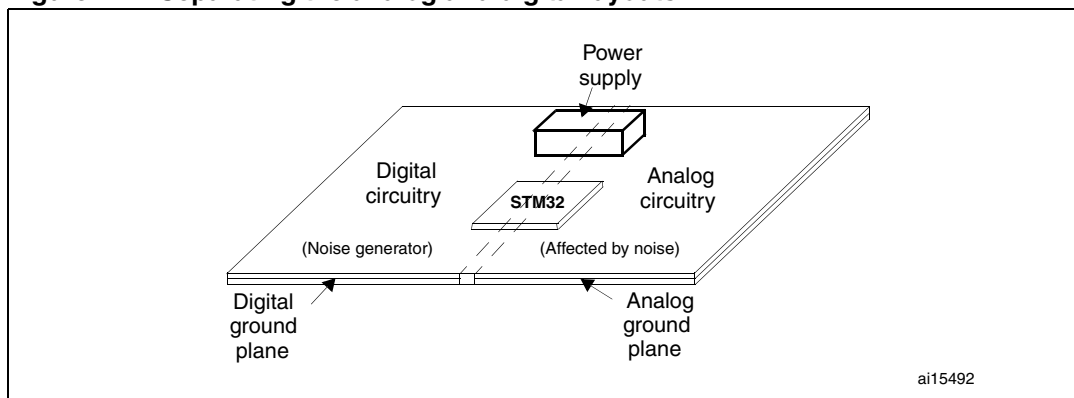 Power
supply
Digital
circuitry
Analog
circuitry
STM32
(Noise generator)
(Affected by noise)
Digital
ground
plane
Analog
ground
plane
ai15492